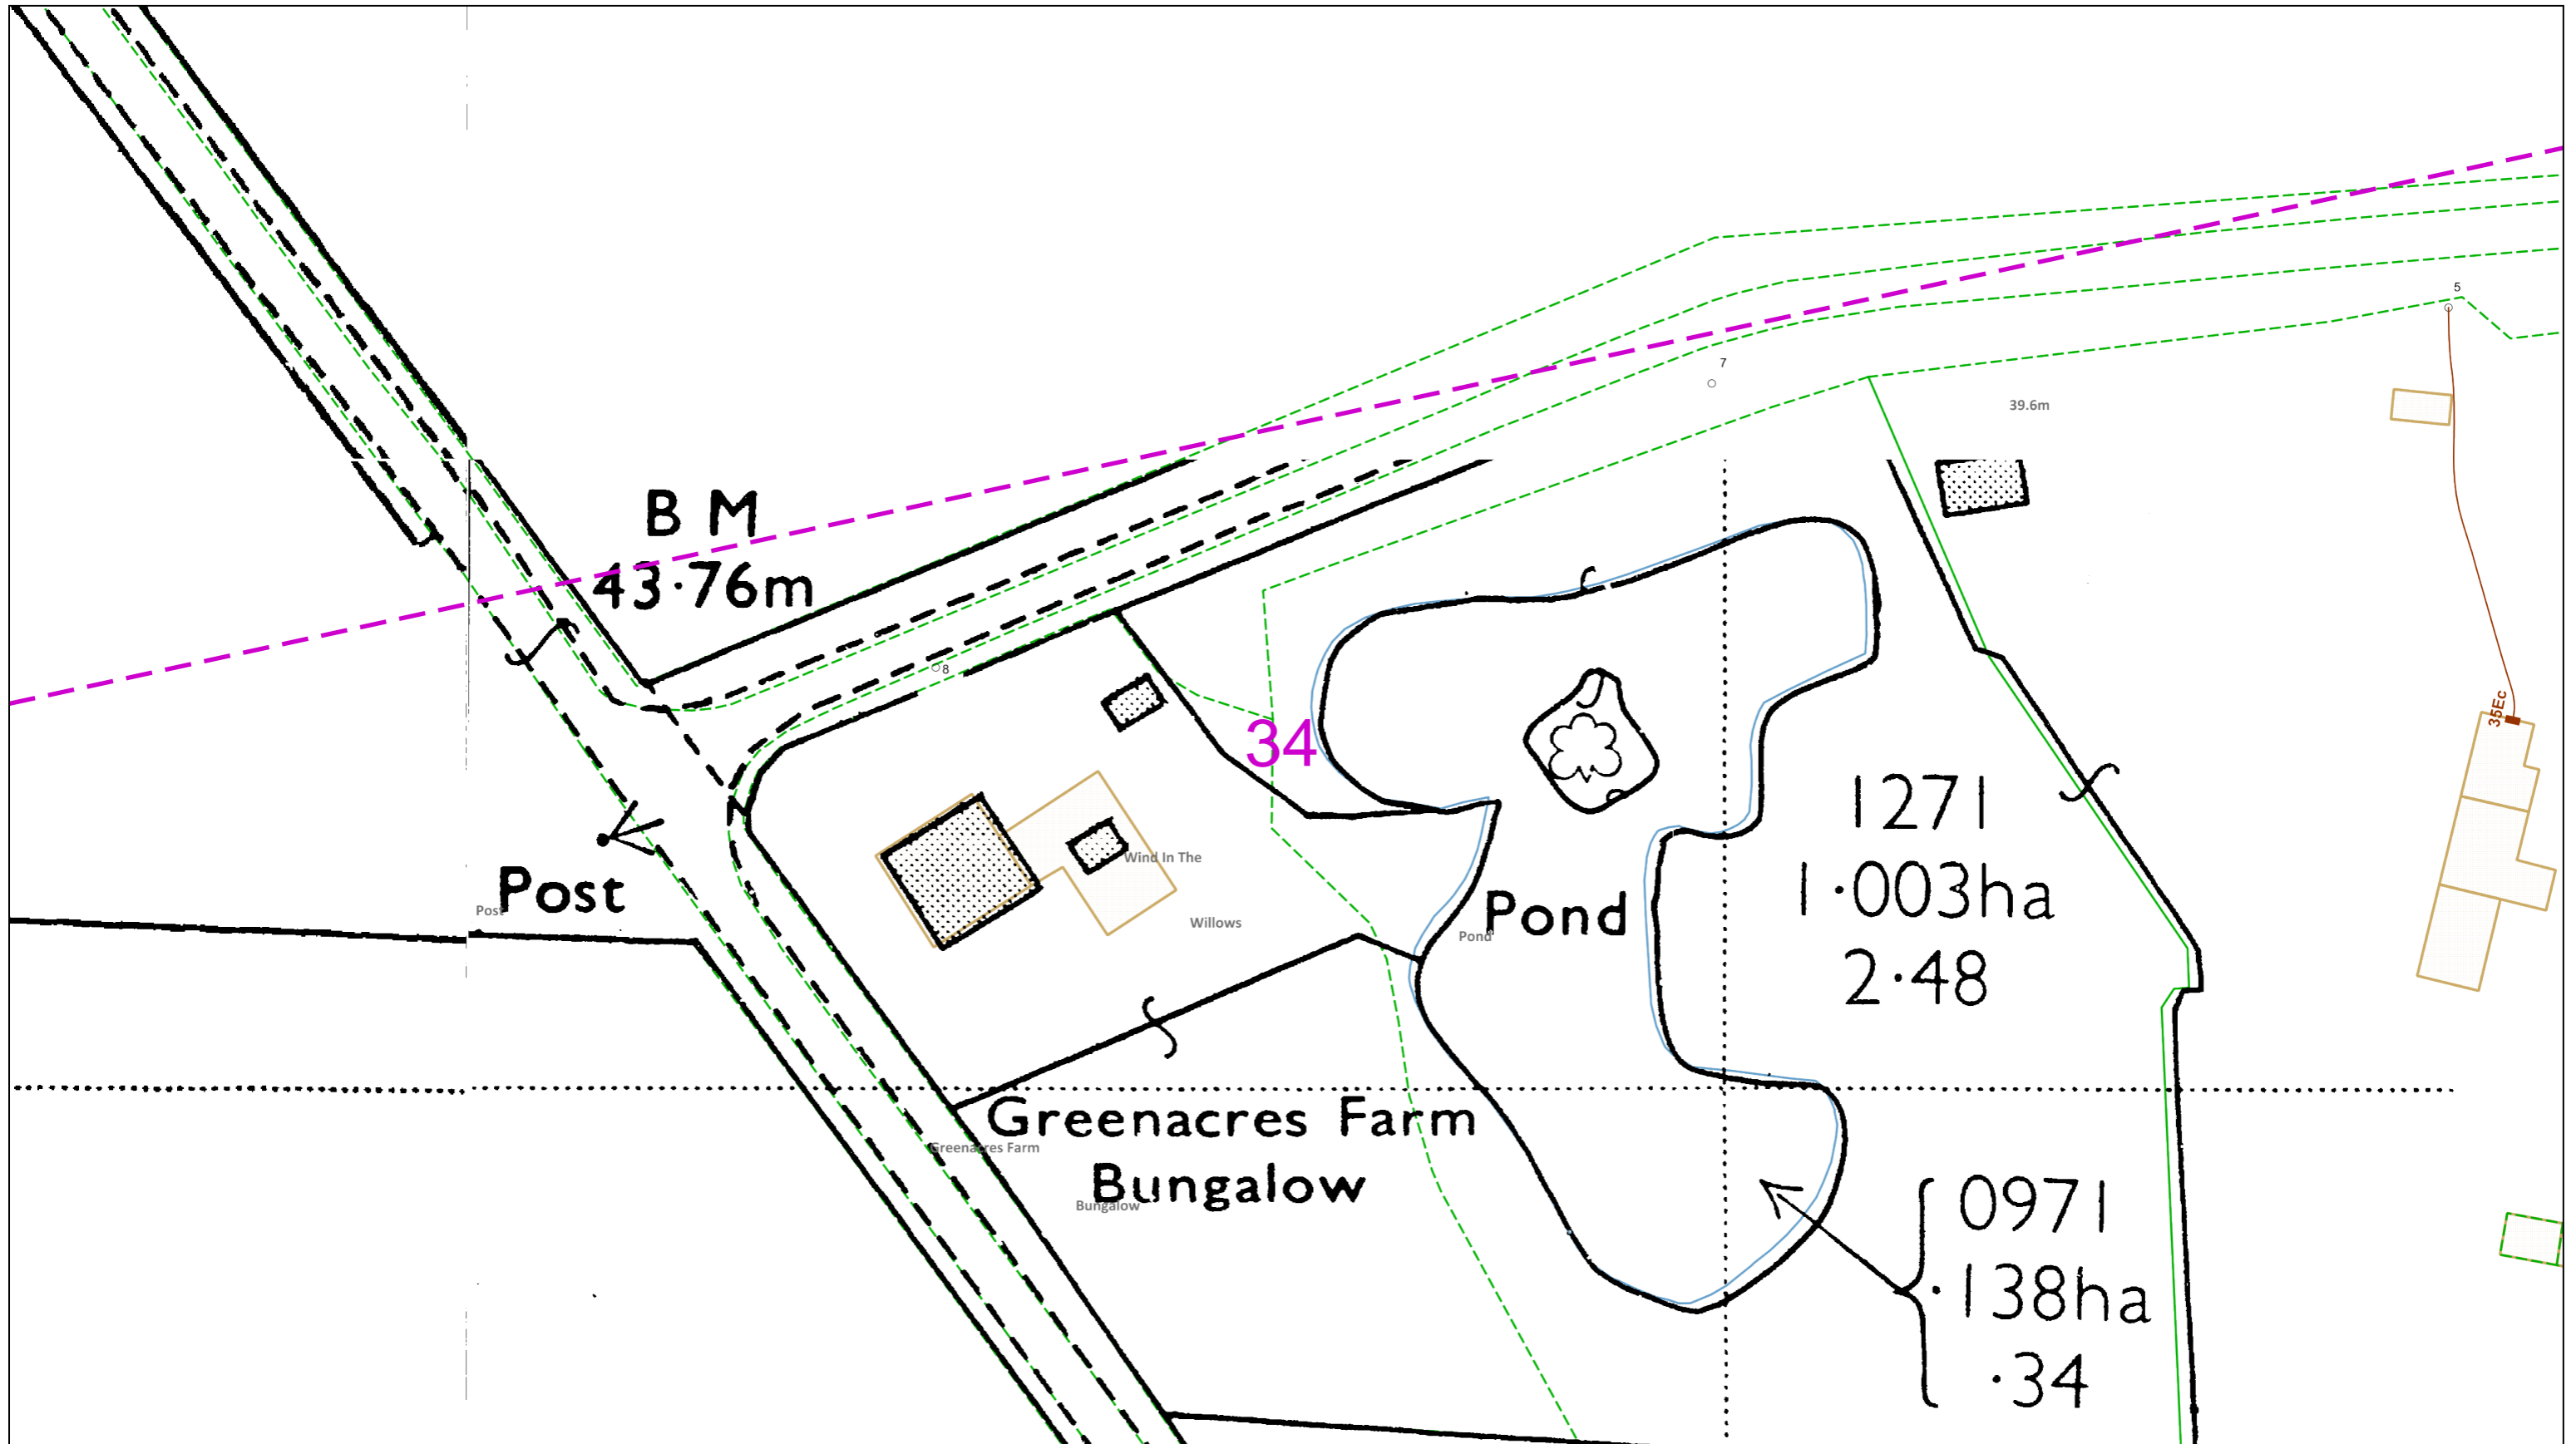 5
7
39.6m
B M
43·76m
8
35Ec
34
1271
1·003ha
2·48
Wind In The
Willows
Post
Post
Pond
Pond
Greenacres Farm
Bungalow
Greenacres Farm
Bungalow
0971
·138ha
·34